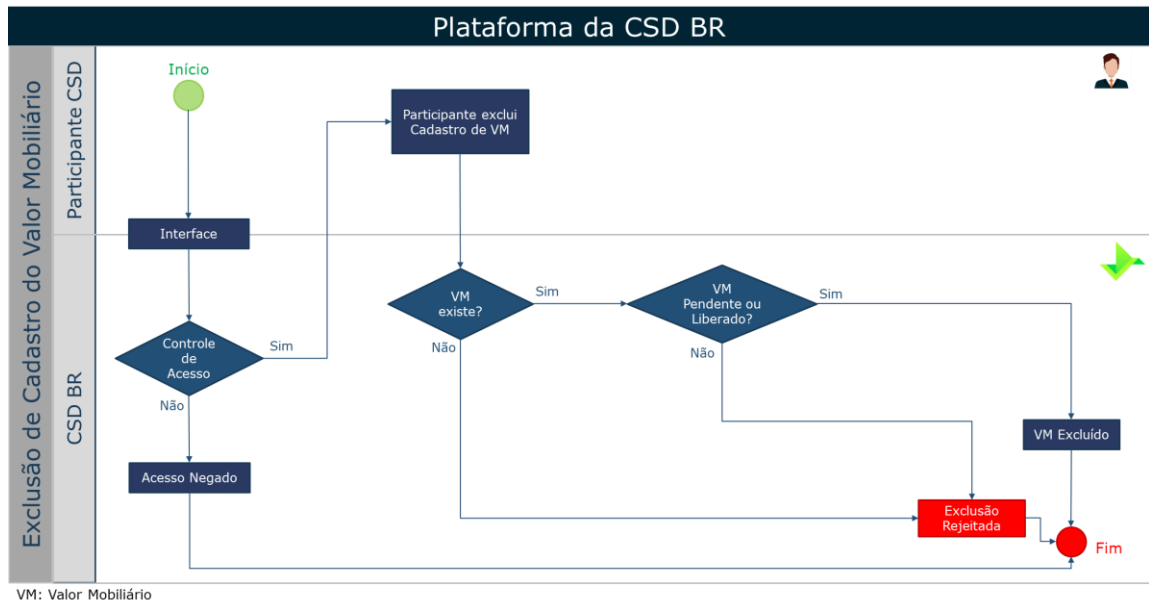 Plataforma da CSD BR
Exclusão de Cadastro do Valor Mobiliário
Participante CSD
Início
Participante exclui
Cadastro de VM
Interface
CSD BR
Controle
de
Acesso
Sim
Não
Acesso Negado
VM
existe?
Sim
Não
VM
Pendente ou
Liberado?
Sim
Não
VM Excluído
Exclusão
Rejeitada
Fim
VM: Valor Mobiliário